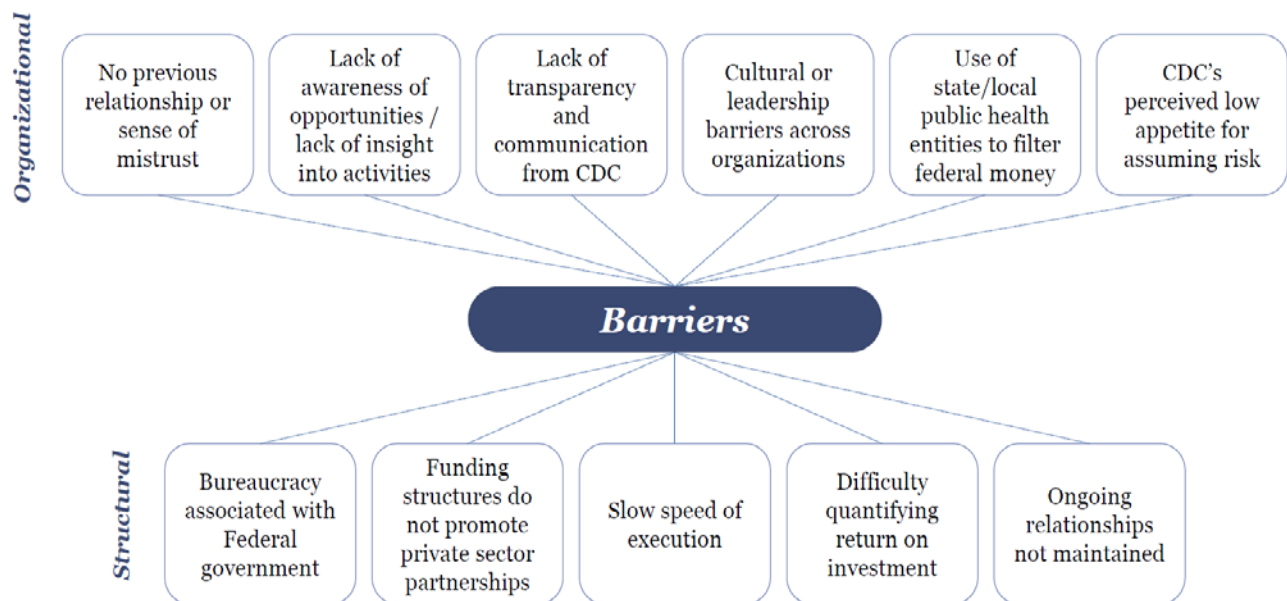 Organizational
No previous
relationship or
sense of
mistrust
Lack of
awareness of
opportunities /
lack of insight
into activities
Lack of
transparency
and
communication
from CDC
Cultural or
leadership
barriers across
organizations
Use of
state/local
public health
entities to filter
federal money
CDC’s
perceived low
appetite for
assuming risk
Barriers
Structural
Bureaucracy
associated with
Federal
government
Funding
structures do
not promote
private sector
partnerships
Slow speed of
execution
Difficulty
quantifying
return on
investment
Ongoing
relationships
not maintained